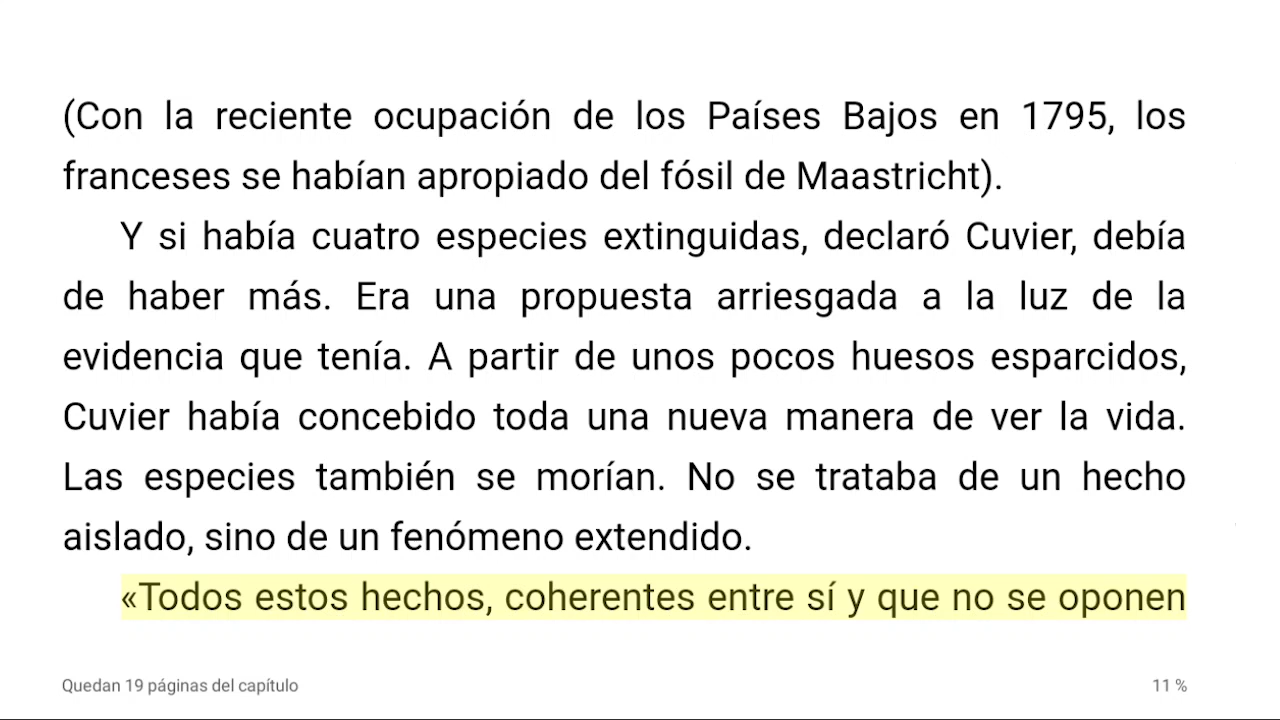 (Con la reciente ocupación de los Países Bajos en 1795, los
franceses se habían apropiado del fósil de Maastricht).
Y si había cuatro especies extinguidas, declaró Cuvier, debía
de haber más. Era una propuesta arriesgada a la luz de la
evidencia que tenía. A partir de unos pocos huesos esparcidos,
Cuvier había concebido toda una nueva manera de ver la vida.
Las especies también se morían. No se trataba de un hecho
aislado, sino de un fenómeno extendido.
«Todos estos hechos, coherentes entre sí y que no se oponen
Quedan 19 páginas del capítulo
11 %